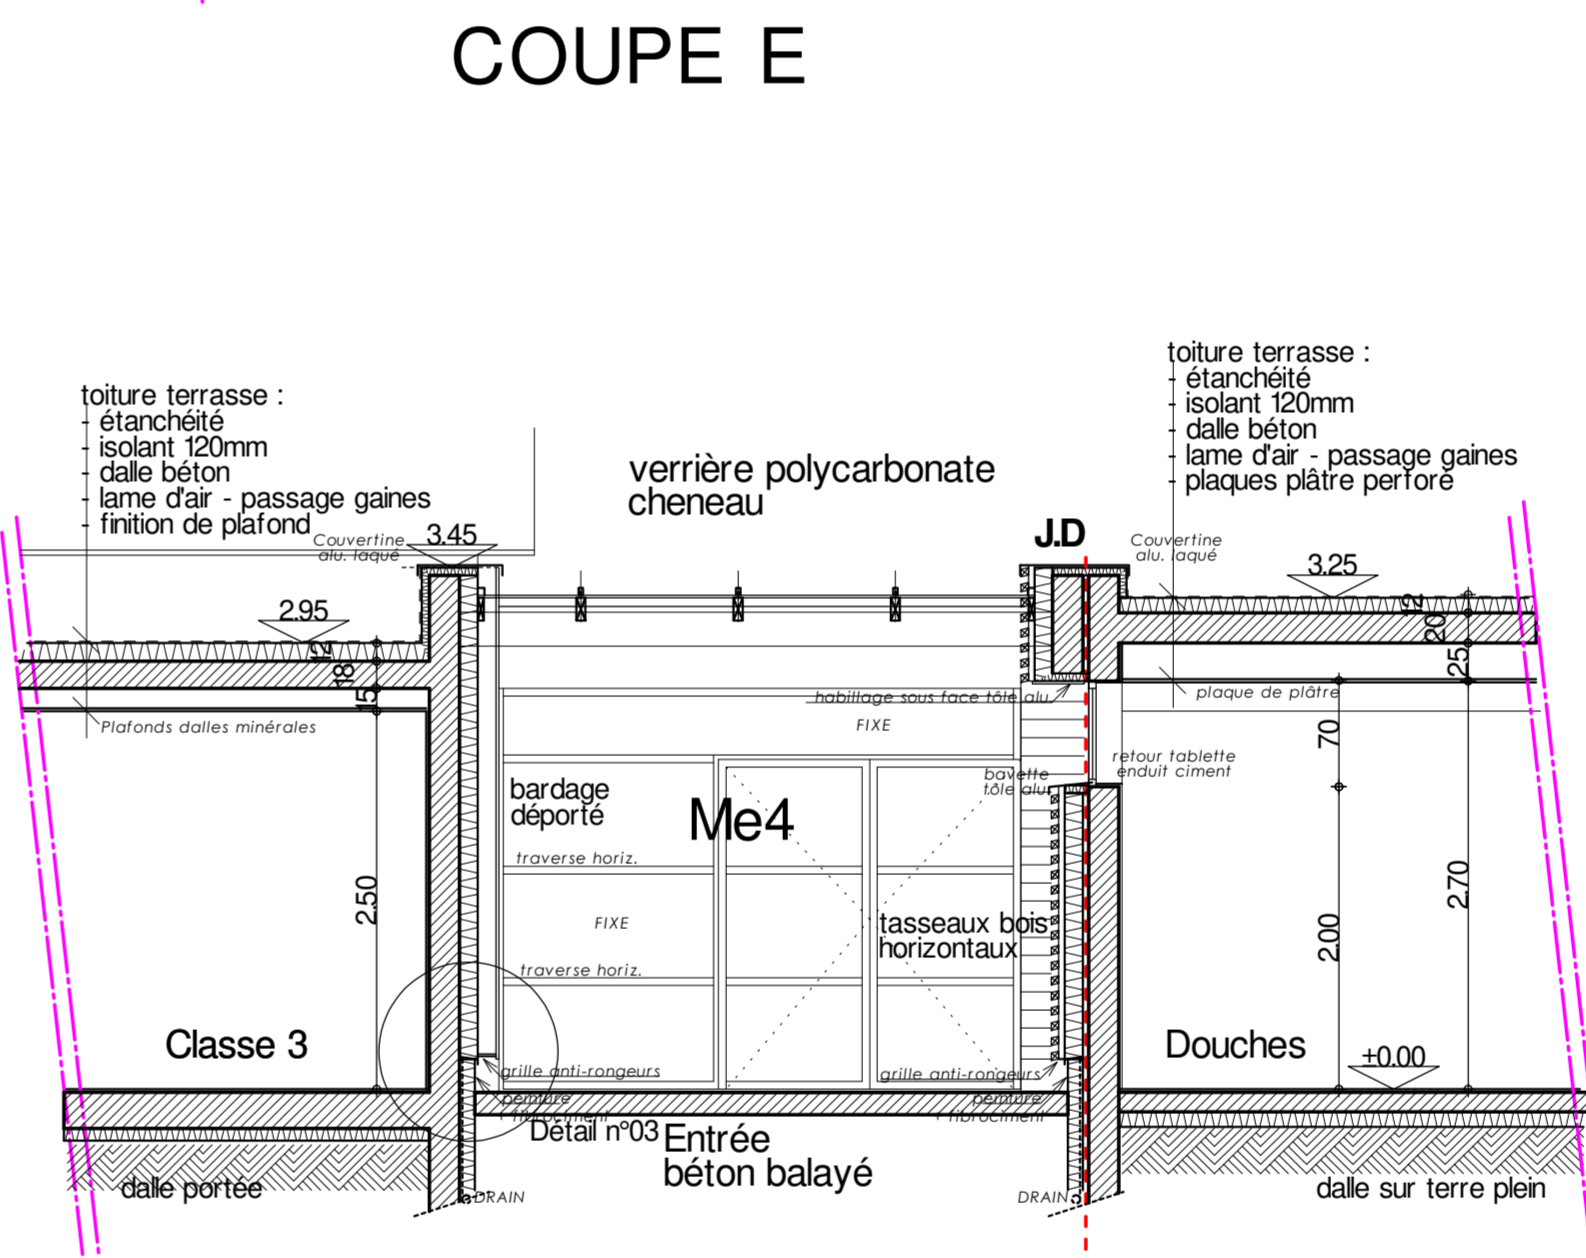 COUPE E
toiture terrasse :
- étanchéité
- isolant 120mm
- dalle béton
- lame d'air - passage gaines
- finition de plafond
toiture terrasse :
- étanchéité
- isolant 120mm
- dalle béton
- lame d'air - passage gaines
- plaques plâtre perforé
verrière polycarbonate
cheneau
Couvertine
alu. laqué
3.45
J.D
Couvertine
alu. laqué
3.25
2.95
12
18
15
12
20
25
Plafonds dalles minérales
habillage sous face tôle alu.
plaque de plâtre
FIXE
70
retour tablette
enduit ciment
bavette
tôle alu.
bardage
déporté
Me4
traverse horiz.
2.50
FIXE
tasseaux bois
horizontaux
2.00
2.70
traverse horiz.
Classe 3
Douches
±0.00
grille anti-rongeurs
grille anti-rongeurs
peinture
+ fibrociment
peinture
+ fibrociment
Détail n°03
Entrée
béton balayé
dalle portée
DRAIN
DRAIN
dalle sur terre plein